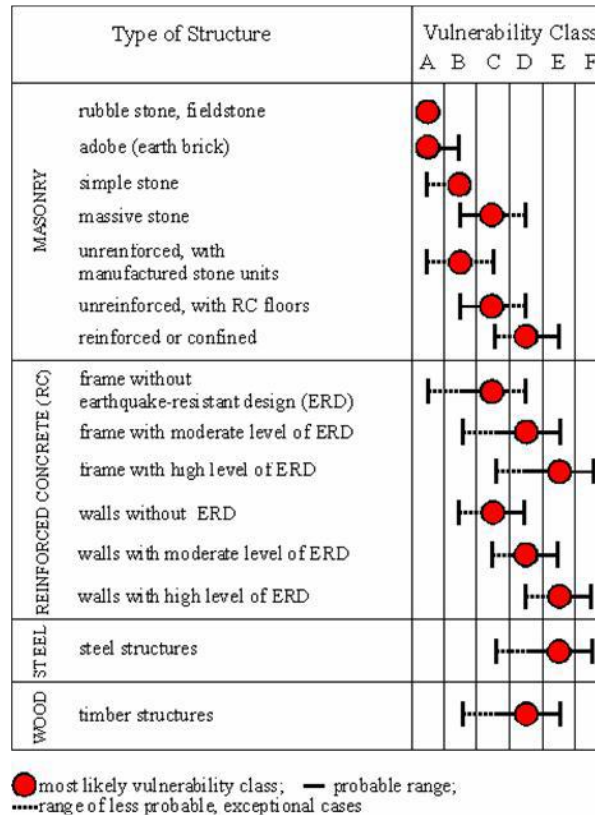 Type of Structure
Vulnerability Class
A B C D E F
MASONRY
rubble stone, fieldstone
adobe (earth brick)
simple stone
massive stone
unreinforced, with
manufactured stone units
unreinforced, with RC floors
reinforced or confined
REINFORCED CONCRETE (RC)
frame without
earthquake-resistant design (ERD)
frame with moderate level of ERD
frame with high level of ERD
walls without ERD
walls with moderate level of ERD
walls with high level of ERD
STEEL
steel structures
WOOD
timber structures
most likely vulnerability class; probable range;
range of less probable, exceptional cases